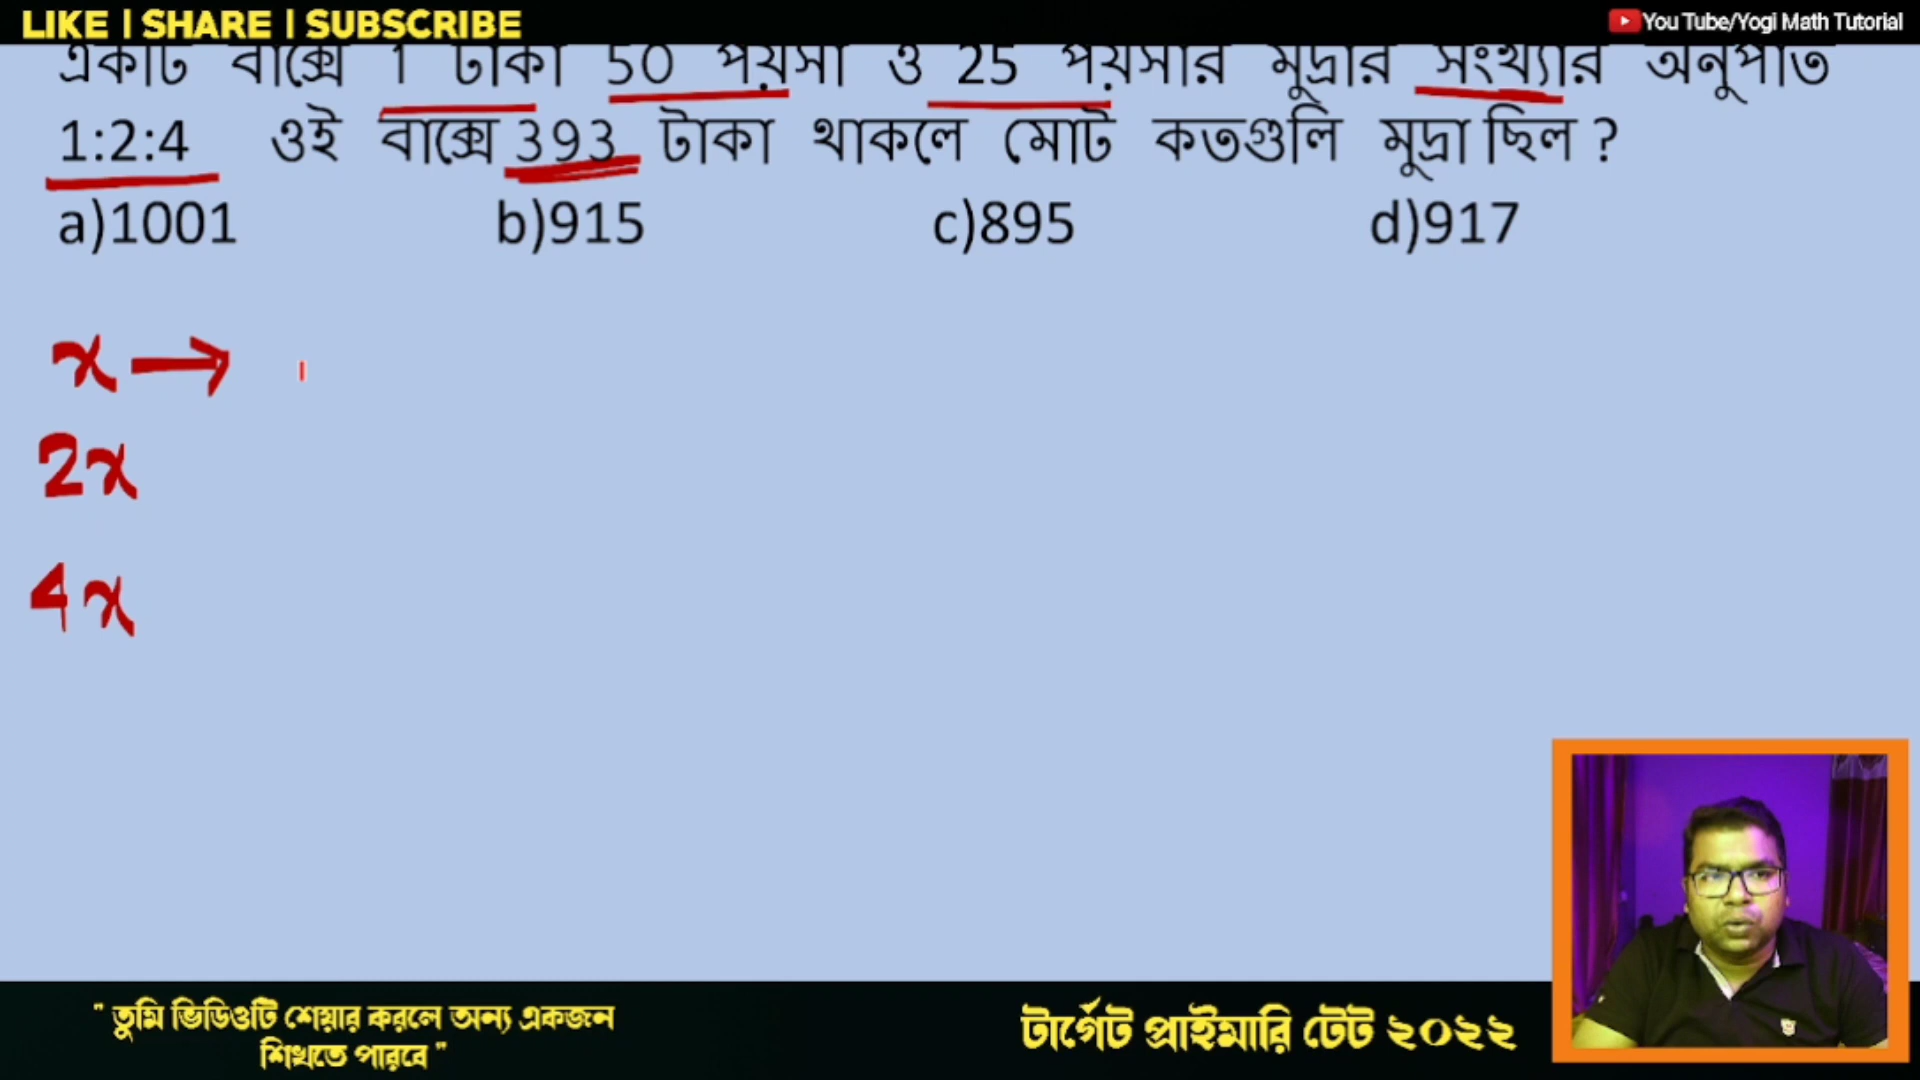 LIKE | SHARE | SUBSCRIBE
You Tube/Yogi Math Tutorial
একটি বাক্সে 1 টাকা 50 পয়সা ও 25 পয়সার মুদ্রার সংখ্যার অনুপাত
1:2:4 ওই বাক্সে 393 টাকা থাকলে মোট কতগুলি মুদ্রা ছিল ?
a)1001 b)915 c)895 d)917
x → 1
2x
4x
" তুমি ভিডিওটি শেয়ার করলে অন্য একজন
শিখতে পারবে "
টার্গেট প্রাইমারি টেট ২০২২